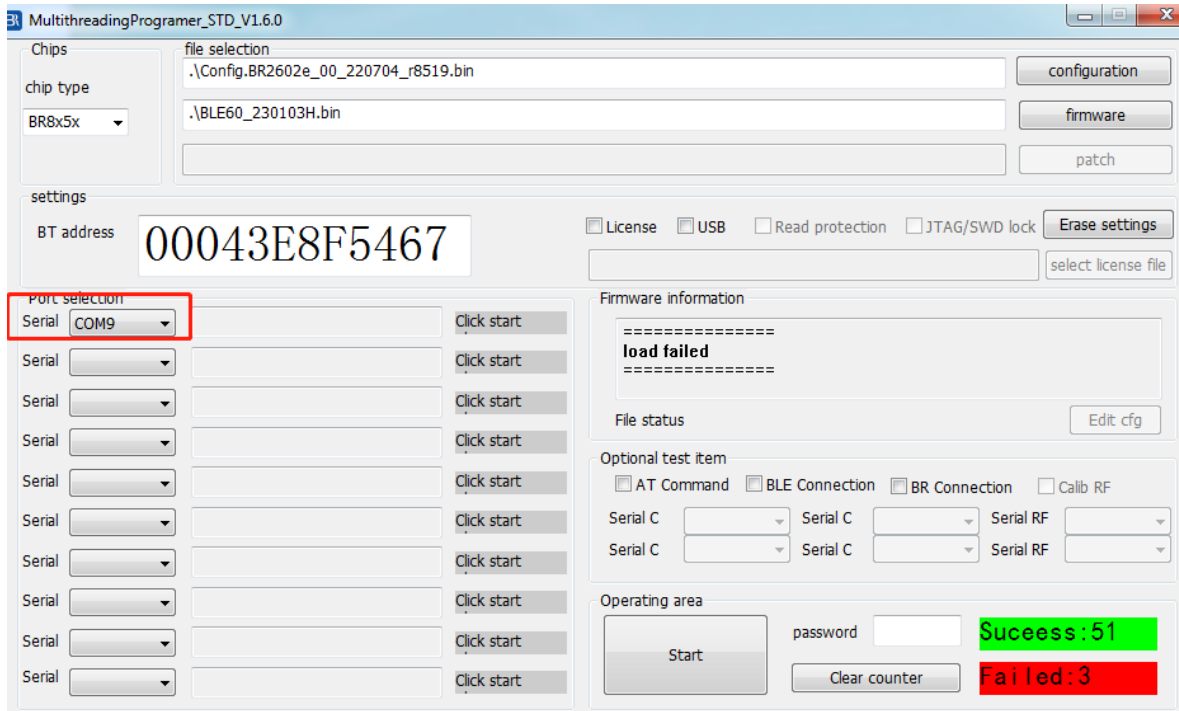 BR MultithreadingProgramer_STD_V1.6.0
Chips
chip type
BR8x5x
file selection
.\Config.BR2602e_00_220704_r8519.bin
configuration
.\BLE60_230103H.bin
firmware
patch
settings
BT address
00043E8F5467
License
USB
Read protection
JTAG/SWD lock
Erase settings
select license file
Port selection
Serial COM9 Click start
Serial Click start
Serial Click start
Serial Click start
Serial Click start
Serial Click start
Serial Click start
Serial Click start
Serial Click start
Serial Click start
Firmware information
===============
load failed
===============
File status
Edit cfg
Optional test item
AT Command
BLE Connection
BR Connection
Calib RF
Serial C Serial C Serial RF
Serial C Serial C Serial RF
Operating area
Start
password
Suceess:51
Clear counter
Failed:3